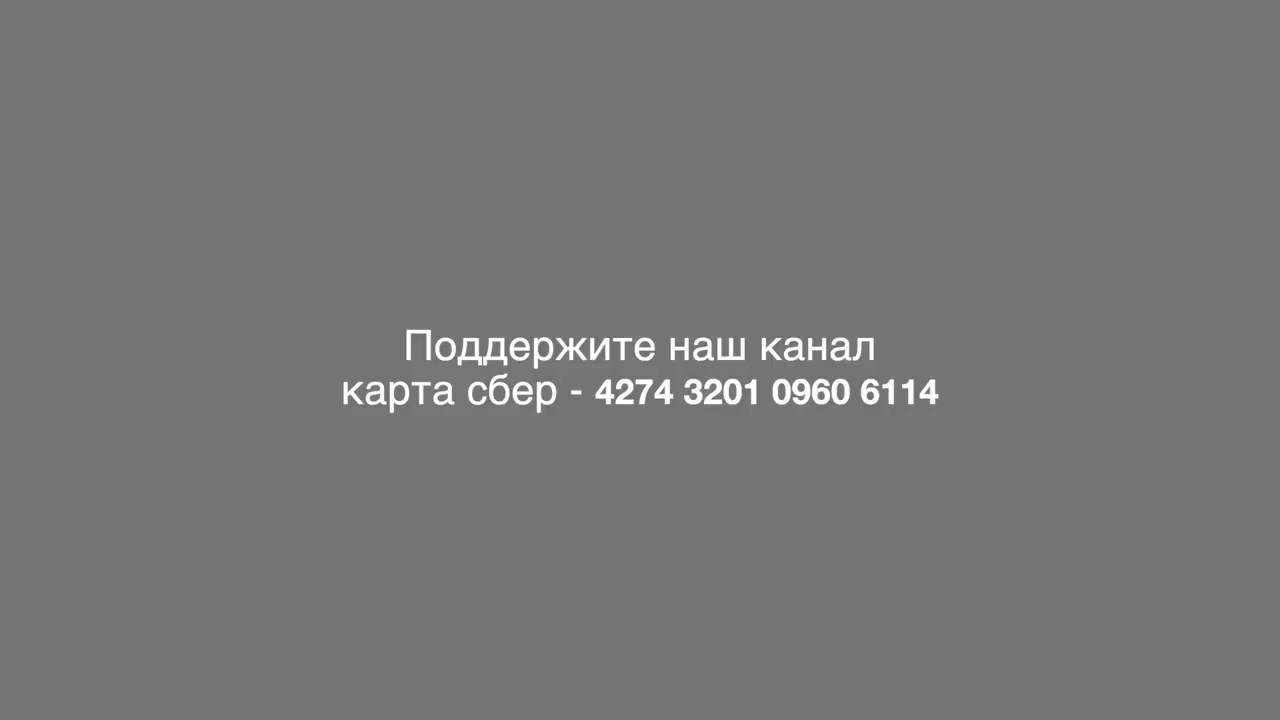 Поддержите наш канал
карта сбер - 4274 3201 0960 6114